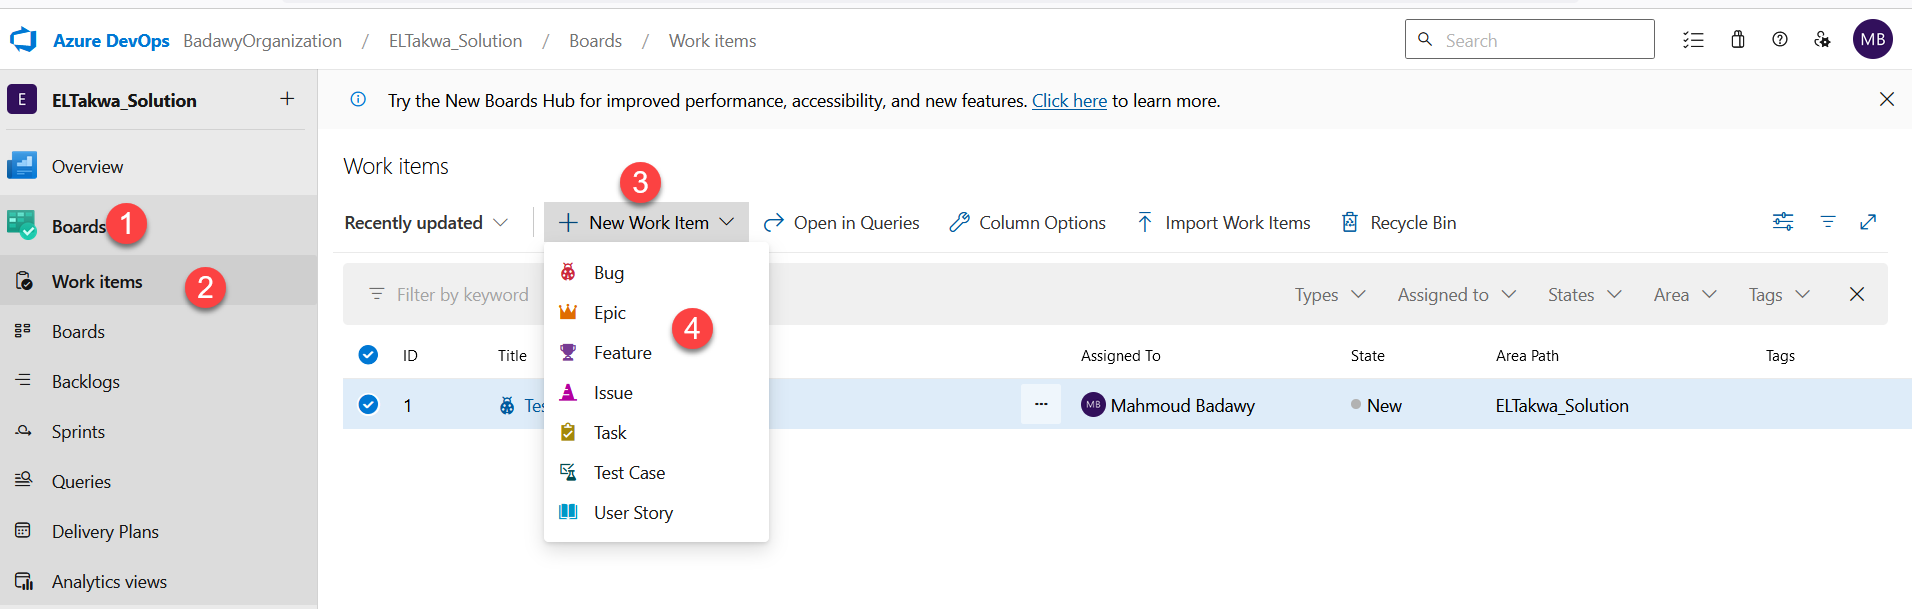 Azure DevOps BadawyOrganization / ELTakwa_Solution / Boards / Work items Search MB
E ELTakwa_Solution +
Try the New Boards Hub for improved performance, accessibility, and new features. Click here to learn more.
Overview
Work items
Boards 1
3
Recently updated New Work Item Open in Queries Column Options Import Work Items Recycle Bin
Work items 2
Boards
Backlogs
Sprints
Queries
Delivery Plans
Analytics views
Bug
Epic
Feature
Issue
Task
Test Case
User Story
4
Filter by keyword Types Assigned to States Area Tags
ID Title Assigned To State Area Path Tags
1 Tes ... MB Mahmoud Badawy New ELTakwa_Solution